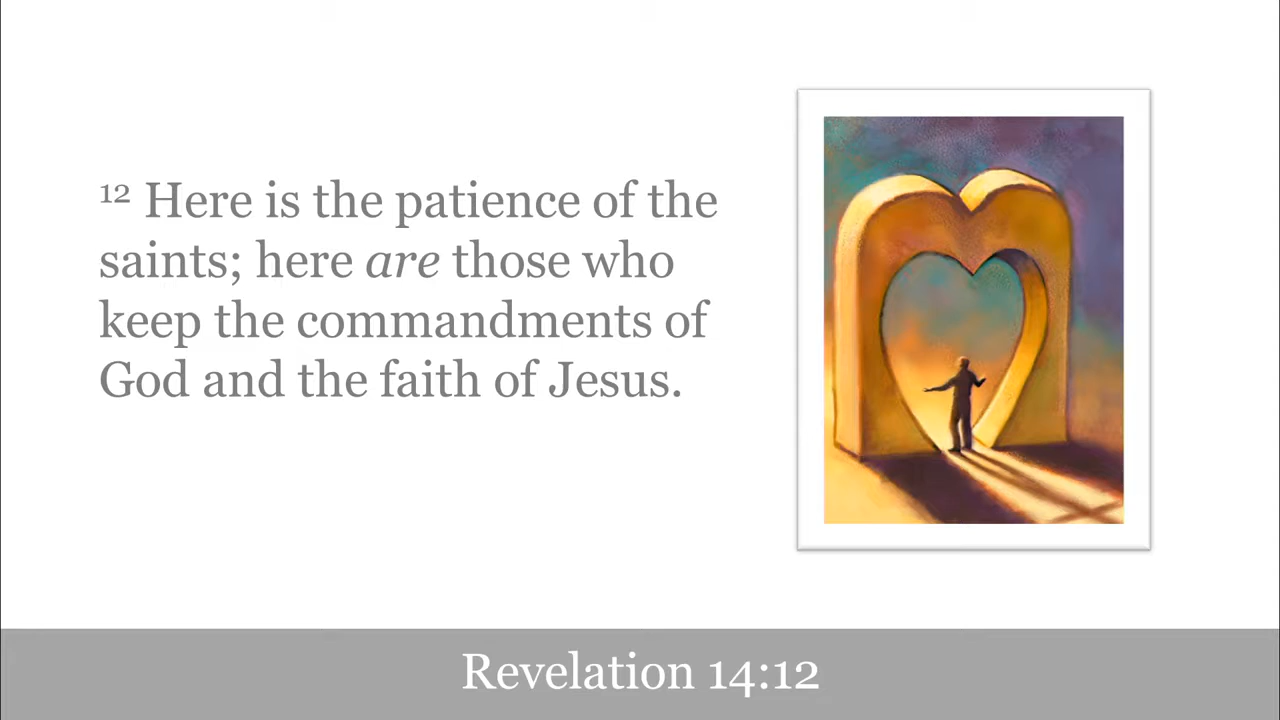 12 Here is the patience of the
saints; here are those who
keep the commandments of
God and the faith of Jesus.
Revelation 14:12